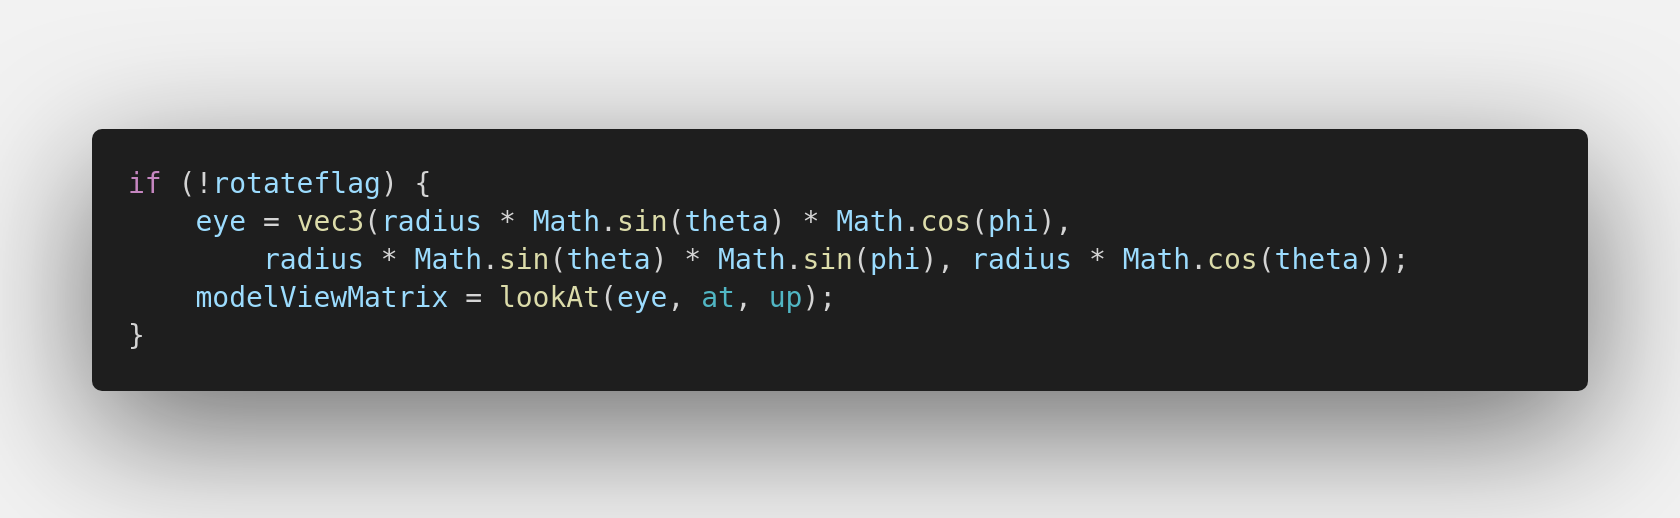 if (!rotateflag) {
    eye = vec3(radius * Math.sin(theta) * Math.cos(phi),
        radius * Math.sin(theta) * Math.sin(phi), radius * Math.cos(theta));
    modelViewMatrix = lookAt(eye, at, up);
}